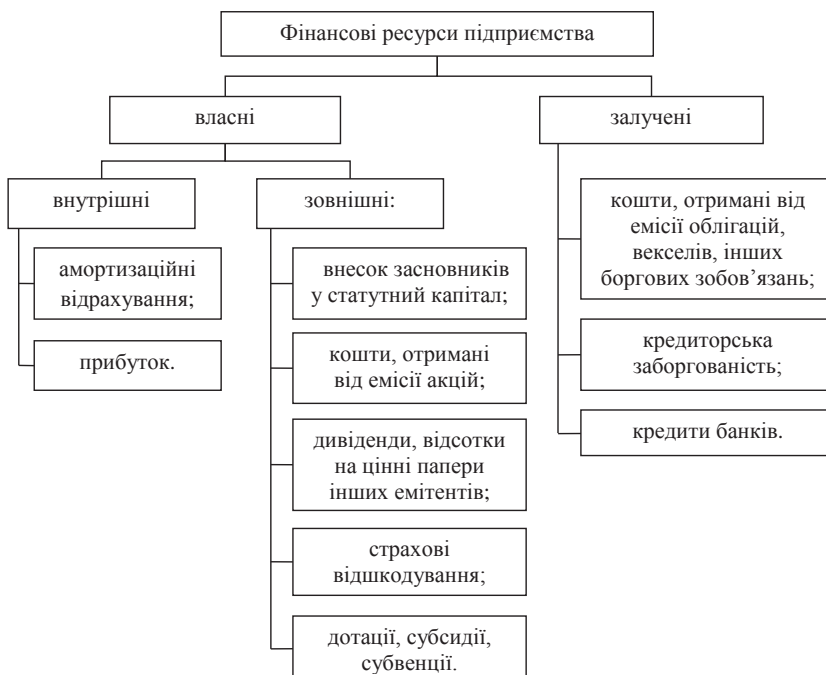 Фінансові ресурси підприємства
власні
залучені
внутрішні
амортизаційні
відрахування;
прибуток.
зовнішні:
внесок засновників
у статутний капітал;
кошти, отримані
від емісії акцій;
дивіденди, відсотки
на цінні папери
інших емітентів;
страхові
відшкодування;
дотації, субсидії,
субвенції.
кошти, отримані від
емісії облігацій,
векселів, інших
боргових зобов’язань;
кредиторська
заборгованість;
кредити банків.